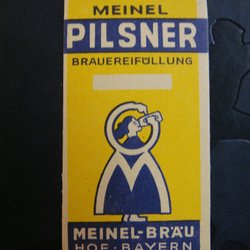 MEINEL
PILSNER
BRAUEREIFÜLLUNG
MEINEL-BRÄU
HOF·BAYERN